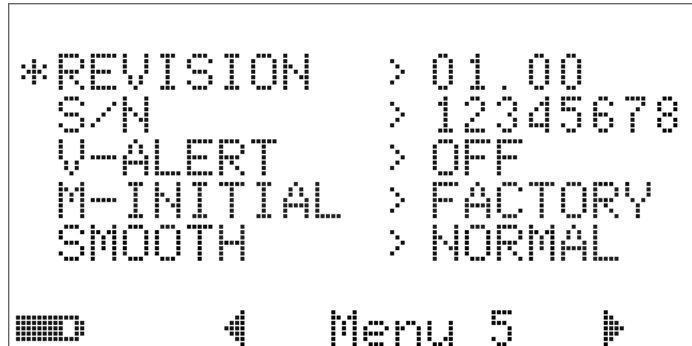 *REVISION > 01.00
S/N > 12345678
V-ALERT > OFF
M-INITIAL > FACTORY
SMOOTH > NORMAL
Menu 5